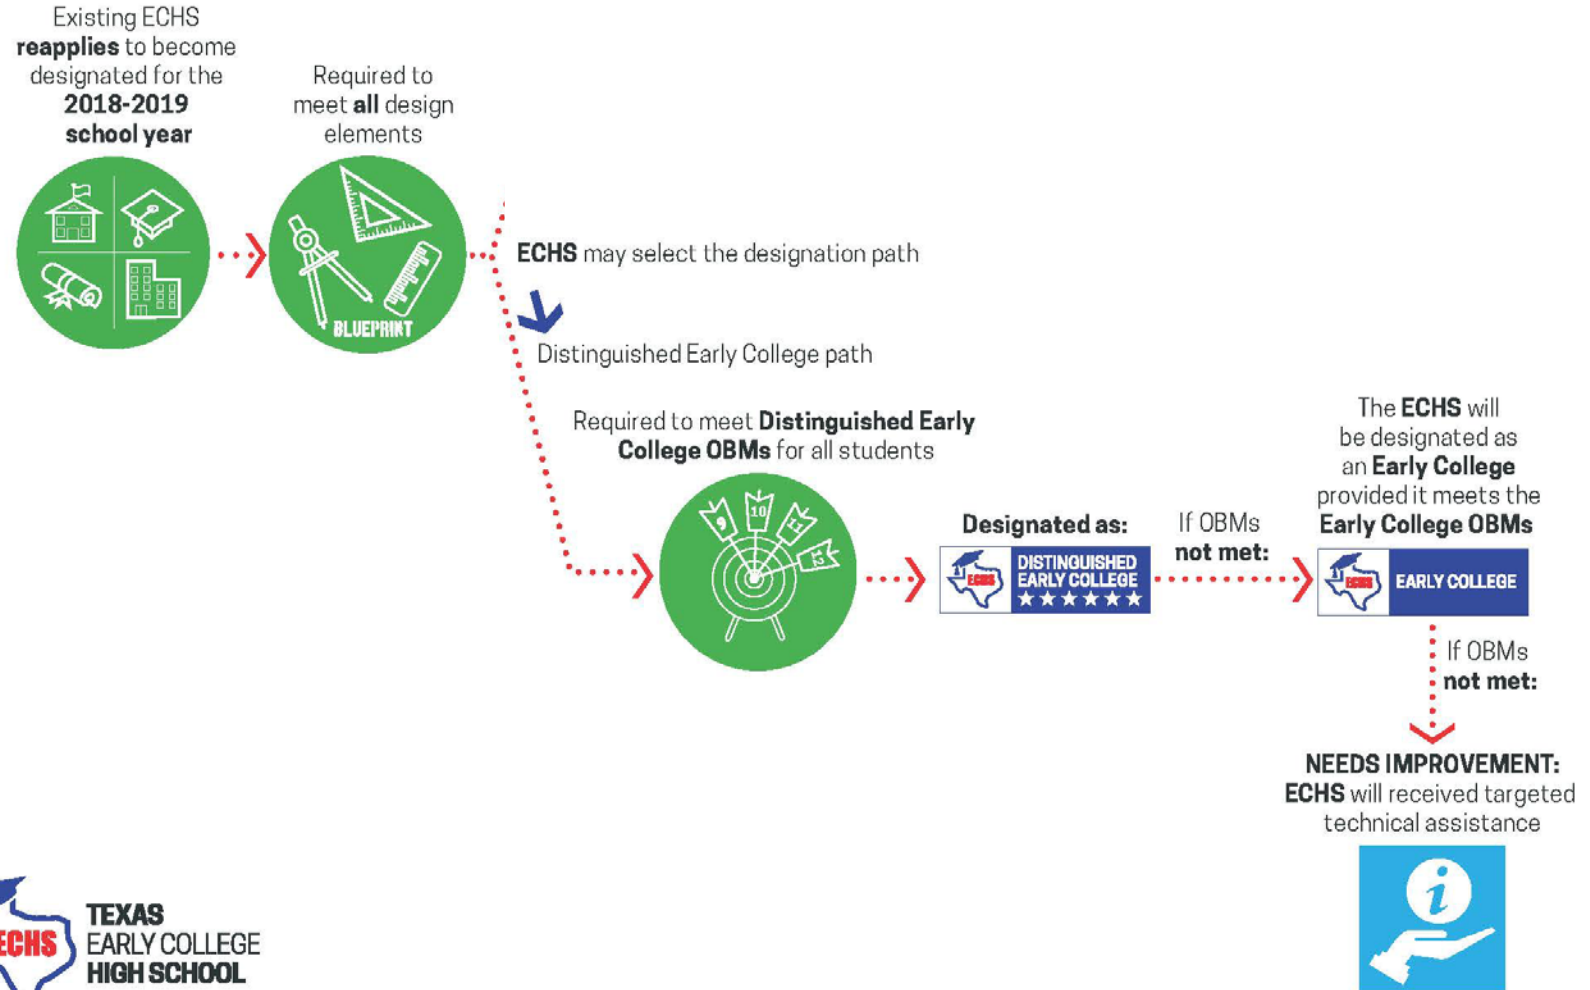 Existing ECHS
reapplies to become
designated for the
2018-2019
school year
Required to
meet all design
elements
BLUEPRINT
ECHS may select the designation path
Distinguished Early College path
Required to meet Distinguished Early
College OBMs for all students
9
10
11
12
Designated as:
ECHS
DISTINGUISHED
EARLY COLLEGE
If OBMs
not met:
The ECHS will
be designated as
an Early College
provided it meets the
Early College OBMs
ECHS
EARLY COLLEGE
If OBMs
not met:
NEEDS IMPROVEMENT:
ECHS will received targeted
technical assistance
i
ECHS
TEXAS
EARLY COLLEGE
HIGH SCHOOL